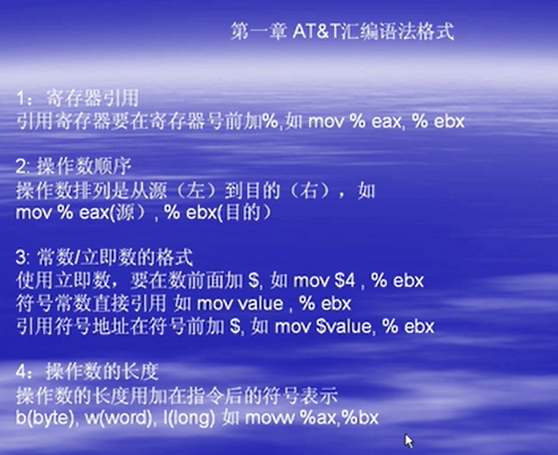 第一章 AT&T汇编语法格式
1：寄存器引用
引用寄存器要在寄存器号前加%,如 mov % eax, % ebx
2: 操作数顺序
操作数排列是从源（左）到目的（右），如
mov % eax(源）, % ebx(目的）
3: 常数/立即数的格式
使用立即数，要在数前面加 $, 如 mov $4 , % ebx
符号常数直接引用 如 mov value , % ebx
引用符号地址在符号前加 $, 如 mov $value, % ebx
4：操作数的长度
操作数的长度用加在指令后的符号表示
b(byte), w(word), l(long) 如 movw %ax,%bx